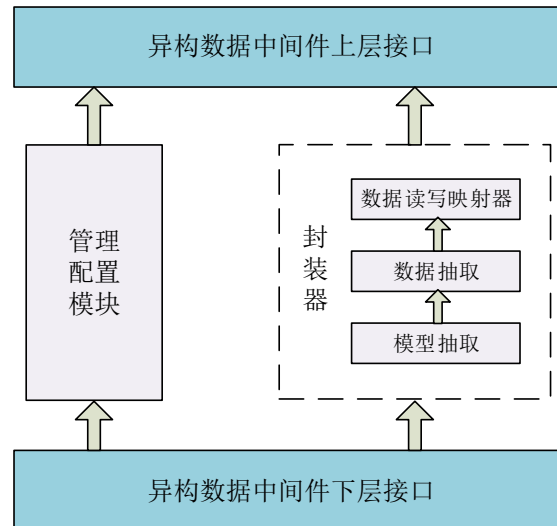 异构数据中间件上层接口
管理
配置
模块
封
装
器
数据读写映射器
数据抽取
模型抽取
异构数据中间件下层接口